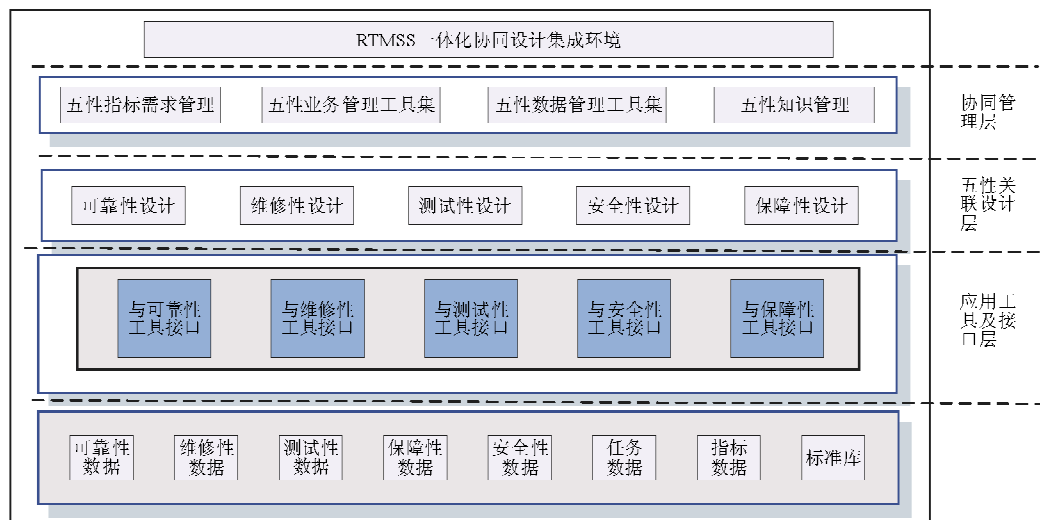 RTMSS一体化协同设计集成环境
五性指标需求管理
五性业务管理工具集
五性数据管理工具集
五性知识管理
协同管
理层
可靠性设计
维修性设计
测试性设计
安全性设计
保障性设计
五性关
联设计
层
与可靠性
工具接口
与维修性
工具接口
与测试性
工具接口
与安全性
工具接口
与保障性
工具接口
应用工
具及接
口层
可靠性
数据
维修性
数据
测试性
数据
保障性
数据
安全性
数据
任务
数据
指标
数据
标准库